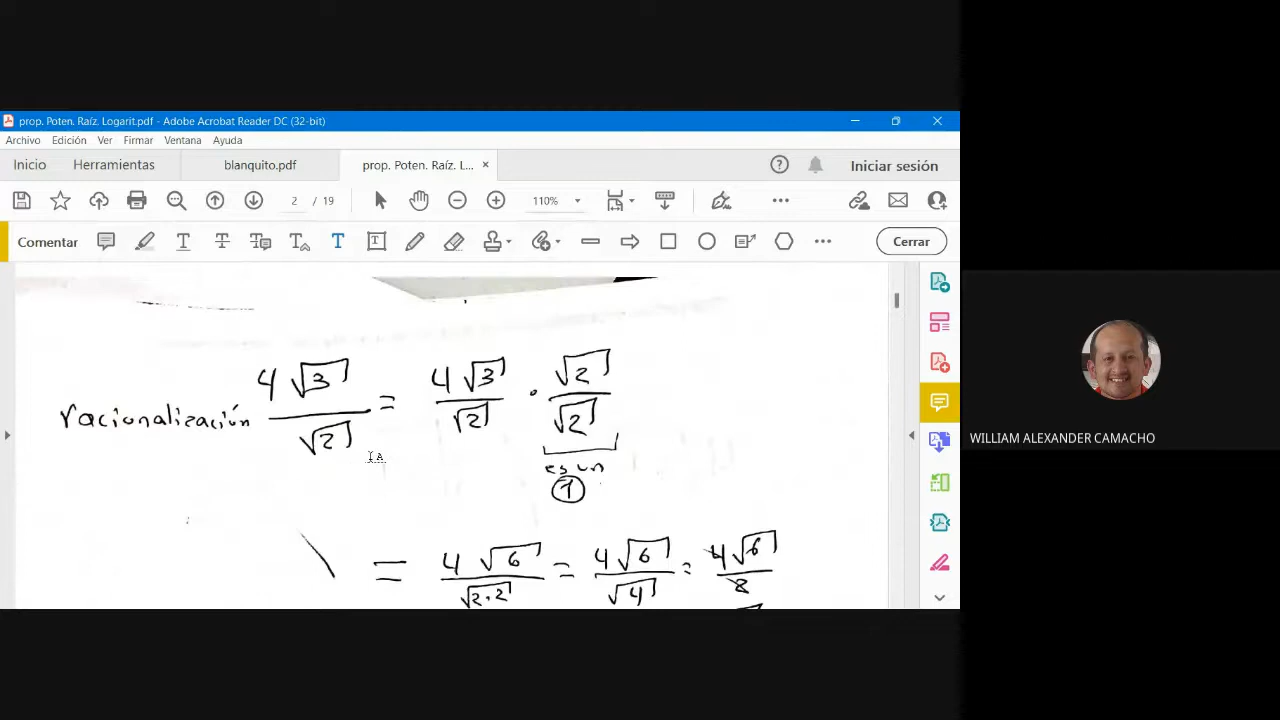 prop. Poten. Raíz. Logarit.pdf - Adobe Acrobat Reader DC (32-bit)
Archivo Edición Ver Firmar Ventana Ayuda
Inicio Herramientas blanquito.pdf prop. Poten. Raíz. L... × Iniciar sesión
2 / 19 110%
Comentar Cerrar
racionalización 4√3 / √2 = 4√3 / √2 · √2 / √2
es un
1
= 4√6 / √2·2 = 4√6 / √4 = 4√6 /
WILLIAM ALEXANDER CAMACHO